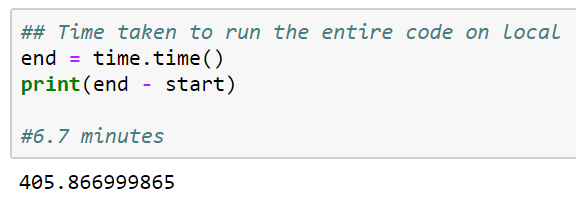 ## Time taken to run the entire code on local
end = time.time()
print(end - start)
#6.7 minutes
405.866999865